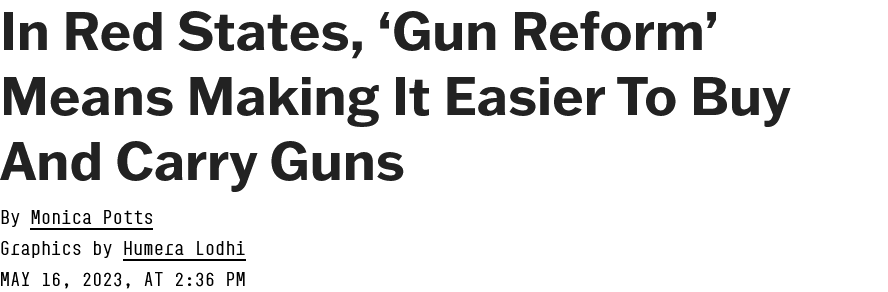 In Red States, ‘Gun Reform’
Means Making It Easier To Buy
And Carry Guns
By Monica Potts
Graphics by Humera Lodhi
MAY 16, 2023, AT 2:36 PM